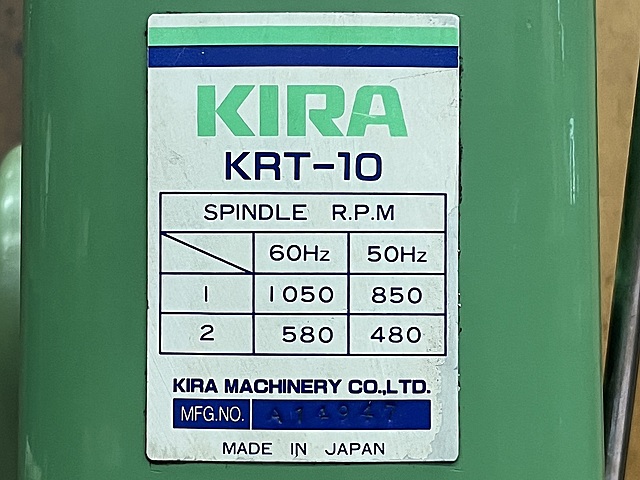 KIRA
KRT-10
SPINDLE R.P.M
60Hz 50Hz
1 1050 850
2 580 480
KIRA MACHINERY CO.,LTD.
MFG.NO.
MADE IN JAPAN